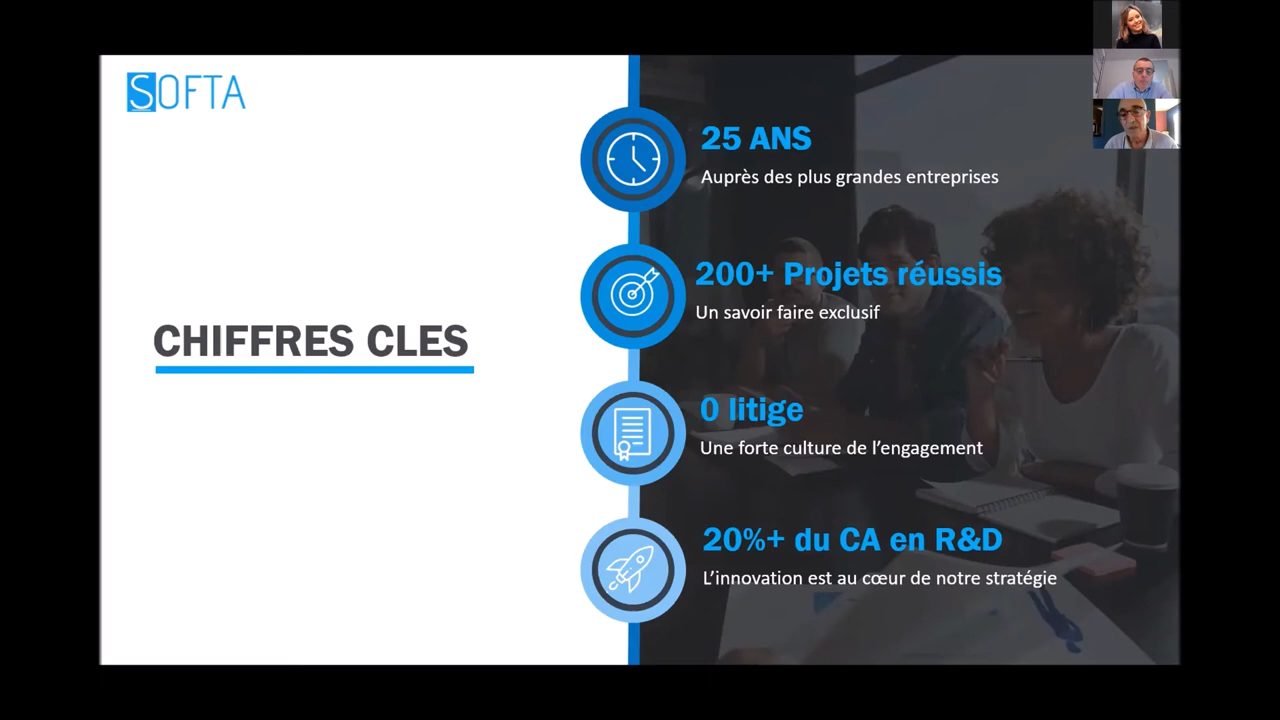 SOFTA
CHIFFRES CLES
25 ANS
Auprès des plus grandes entreprises
200+ Projets réussis
Un savoir faire exclusif
0 litige
Une forte culture de l’engagement
20%+ du CA en R&D
L’innovation est au cœur de notre stratégie